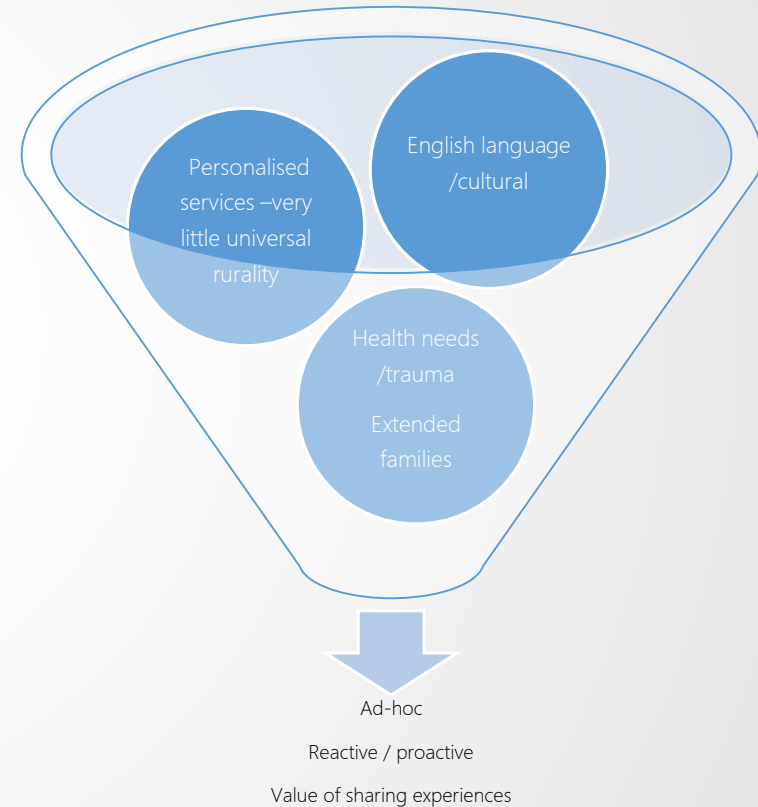 Personalised
services –very
little universal
rurality
English language
/cultural
Health needs
/trauma
Extended
families
Ad-hoc
Reactive / proactive
Value of sharing experiences